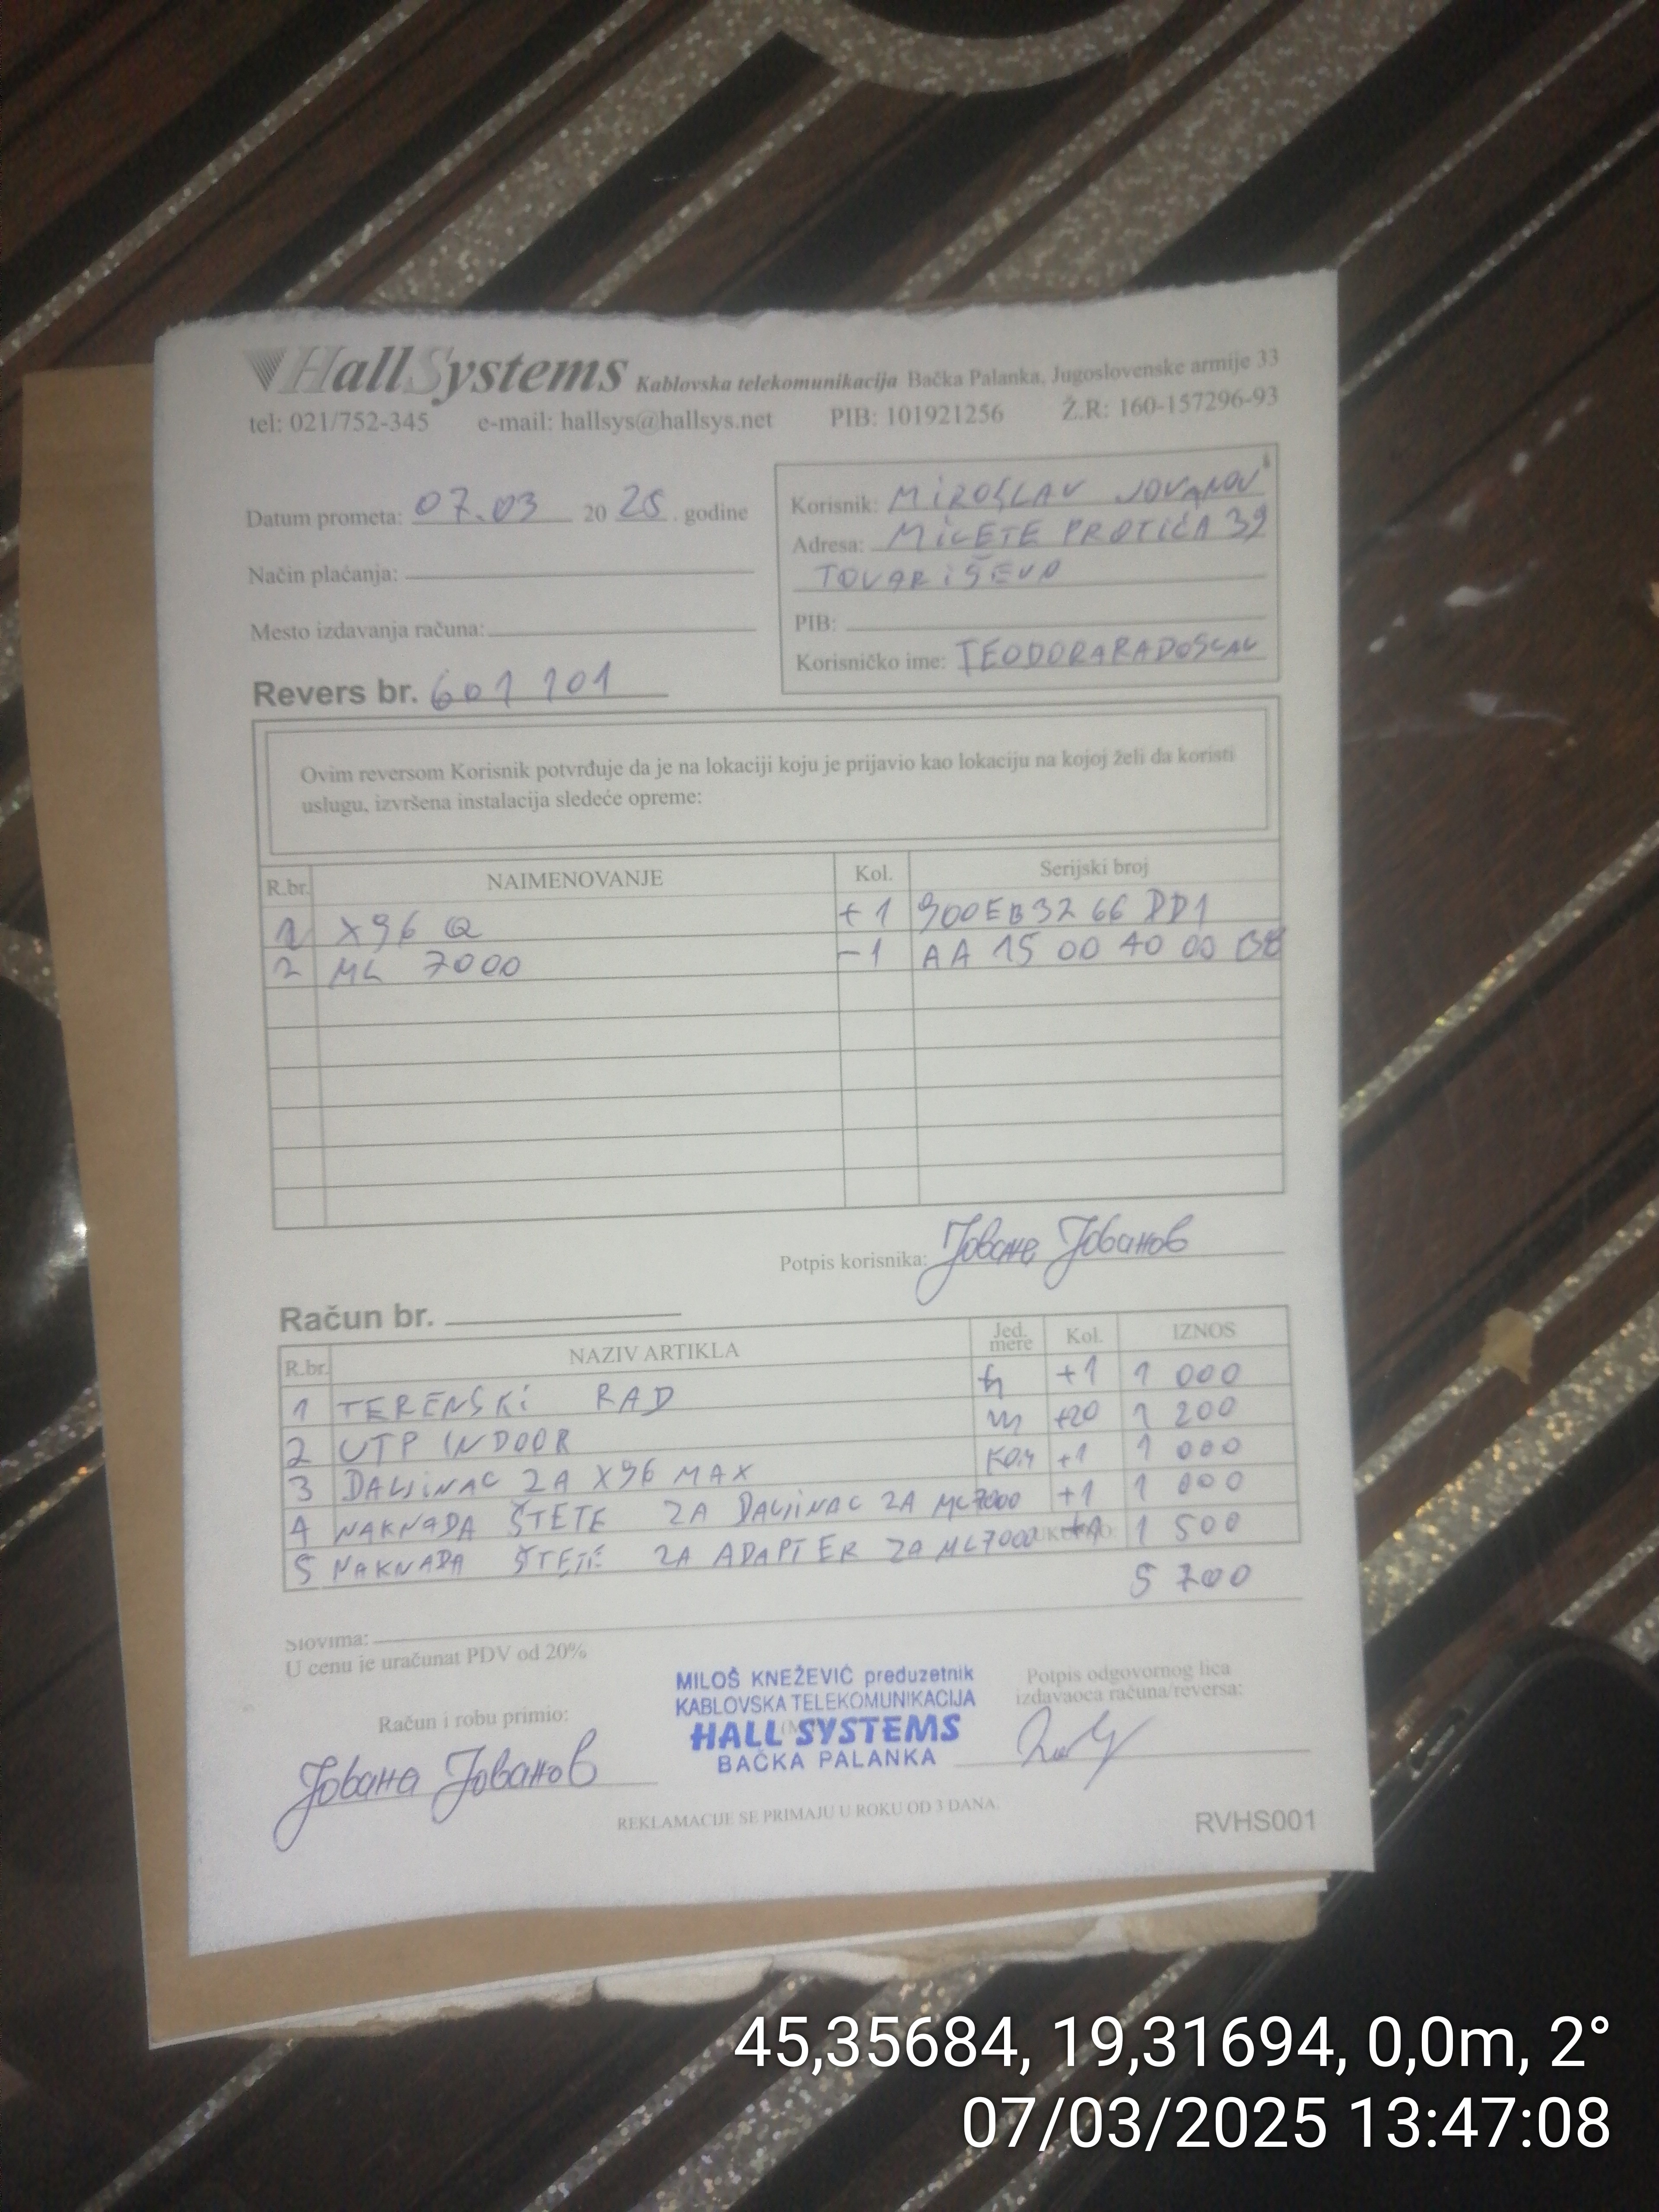 HallSystems Kablovska telekomunikacija Bačka Palanka, Jugoslovenske armije 33
tel: 021/752-345 e-mail: hallsys@hallsys.net PIB: 101921256 Ž.R: 160-157296-93
Datum prometa: 07.03 20 25. godine
Način plaćanja:
Mesto izdavanja računa:
Revers br. 601 101
Korisnik: MIROSLAV JOVANOV
Adresa: MILETE PROTIĆA 39
TOVARIŠEVO
PIB:
Korisničko ime: TEODORARADOSLAV
Ovim reversom Korisnik potvrđuje da je na lokaciji koju je prijavio kao lokaciju na kojoj želi da koristi
uslugu, izvršena instalacija sledeće opreme:
R.br. NAIMENOVANJE Kol. Serijski broj
1 X96 Q +1 900EB3266DD1
2 ML 7000 -1 AA 15 00 40 00
Potpis korisnika: Јована Јованов
Račun br.
R.br. NAZIV ARTIKLA Jed. mere Kol. IZNOS
1 TERENSKI RAD h +1 1 000
2 UTP INDOOR m +20 1 200
3 DALJINAC ZA X96 MAX KOM +1 1 000
4 NAKNADA ŠTETE ZA DALJINAC ZA ML7000 +1 1 000
5 NAKNADA ŠTETE ZA ADAPTER ZA ML7000 +1 1 500
5 700
Slovima:
U cenu je uračunat PDV od 20%
Račun i robu primio:
Јована Јованов
MILOŠ KNEŽEVIĆ preduzetnik
KABLOVSKA TELEKOMUNIKACIJA
HALL SYSTEMS
BAČKA PALANKA
Potpis odgovornog lica
izdavaoca računa/reversa:
REKLAMACIJE SE PRIMAJU U ROKU OD 3 DANA.
RVHS001
45,35684, 19,31694, 0,0m, 2°
07/03/2025 13:47:08